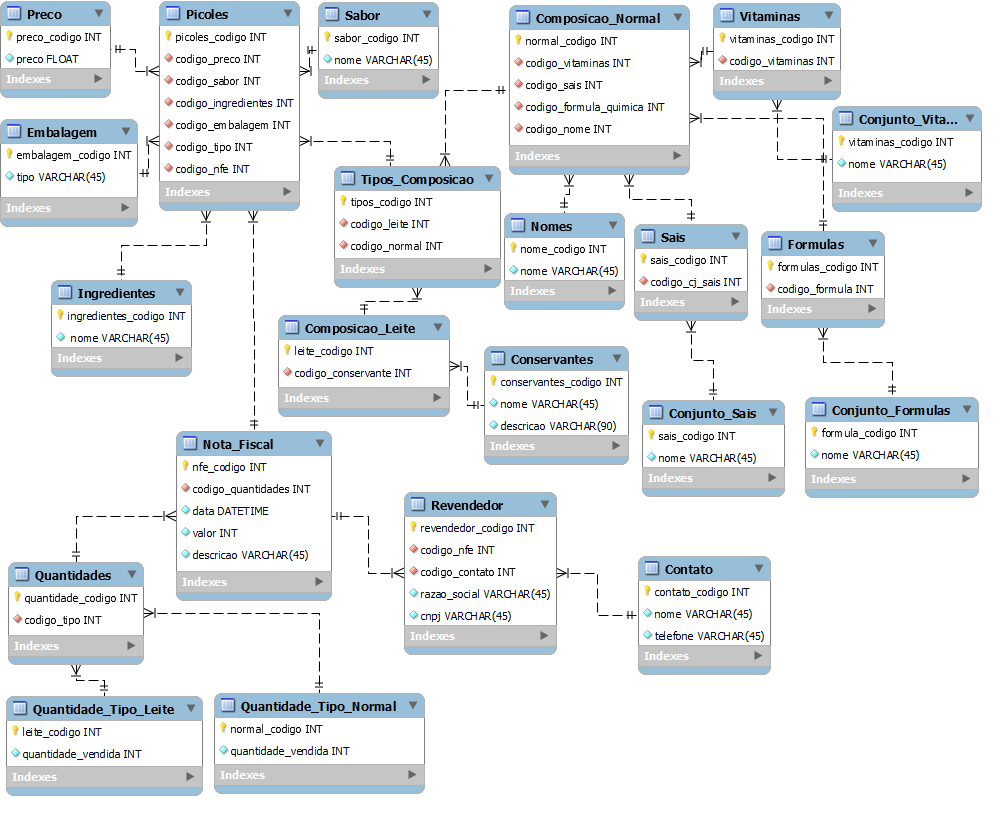 Preco
preco_codigo INT
preco FLOAT
Indexes
Picoles
picoles_codigo INT
codigo_preco INT
codigo_sabor INT
codigo_ingredientes INT
codigo_embalagem INT
codigo_tipo INT
codigo_nfe INT
Indexes
Sabor
sabor_codigo INT
nome VARCHAR(45)
Indexes
Composicao_Normal
normal_codigo INT
codigo_vitaminas INT
codigo_sais INT
codigo_formula_quimica INT
codigo_nome INT
Indexes
Vitaminas
vitaminas_codigo INT
codigo_vitaminas INT
Indexes
Conjunto_Vita...
vitaminas_codigo INT
nome VARCHAR(45)
Indexes
Embalagem
embalagem_codigo INT
tipo VARCHAR(45)
Indexes
Tipos_Composicao
tipos_codigo INT
codigo_leite INT
codigo_normal INT
Indexes
Nomes
nome_codigo INT
nome VARCHAR(45)
Indexes
Sais
sais_codigo INT
codigo_cj_sais INT
Indexes
Formulas
formulas_codigo INT
codigo_formula INT
Indexes
Ingredientes
ingredientes_codigo INT
nome VARCHAR(45)
Indexes
Composicao_Leite
leite_codigo INT
codigo_conservante INT
Indexes
Conservantes
conservantes_codigo INT
nome VARCHAR(45)
descricao VARCHAR(90)
Indexes
Conjunto_Sais
sais_codigo INT
nome VARCHAR(45)
Indexes
Conjunto_Formulas
formula_codigo INT
nome VARCHAR(45)
Indexes
Nota_Fiscal
nfe_codigo INT
codigo_quantidades INT
data DATETIME
valor INT
descricao VARCHAR(45)
Indexes
Revendedor
revendedor_codigo INT
codigo_nfe INT
codigo_contato INT
razao_social VARCHAR(45)
cnpj VARCHAR(45)
Indexes
Contato
contato_codigo INT
nome VARCHAR(45)
telefone VARCHAR(45)
Indexes
Quantidades
quantidade_codigo INT
codigo_tipo INT
Indexes
Quantidade_Tipo_Leite
leite_codigo INT
quantidade_vendida INT
Indexes
Quantidade_Tipo_Normal
normal_codigo INT
quantidade_vendida INT
Indexes